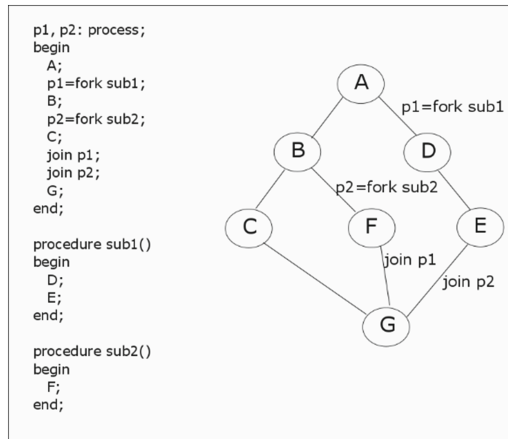 p1, p2: process;
begin
A;
p1=fork sub1;
B;
p2=fork sub2;
C;
join p1;
join p2;
G;
end;
procedure sub1()
begin
D;
E;
end;
procedure sub2()
begin
F;
end;
A
p1=fork sub1
B
D
p2=fork sub2
C
F
E
join p1
join p2
G